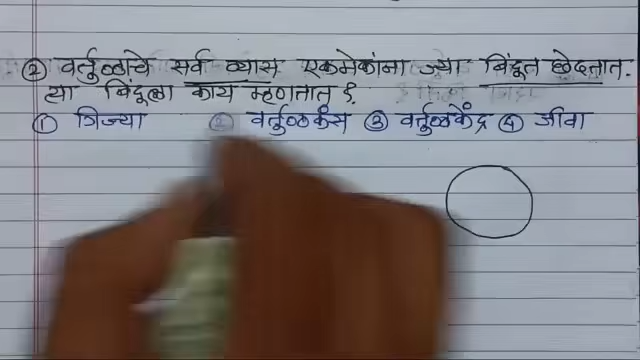 ② वर्तुळाचे सर्व व्यास एकमेकांना ज्या बिंदूत छेदतात.
त्या बिंदूला काय म्हणतात ?
① त्रिज्या ② वर्तुळकंस ③ वर्तुळकेंद्र ④ जीवा